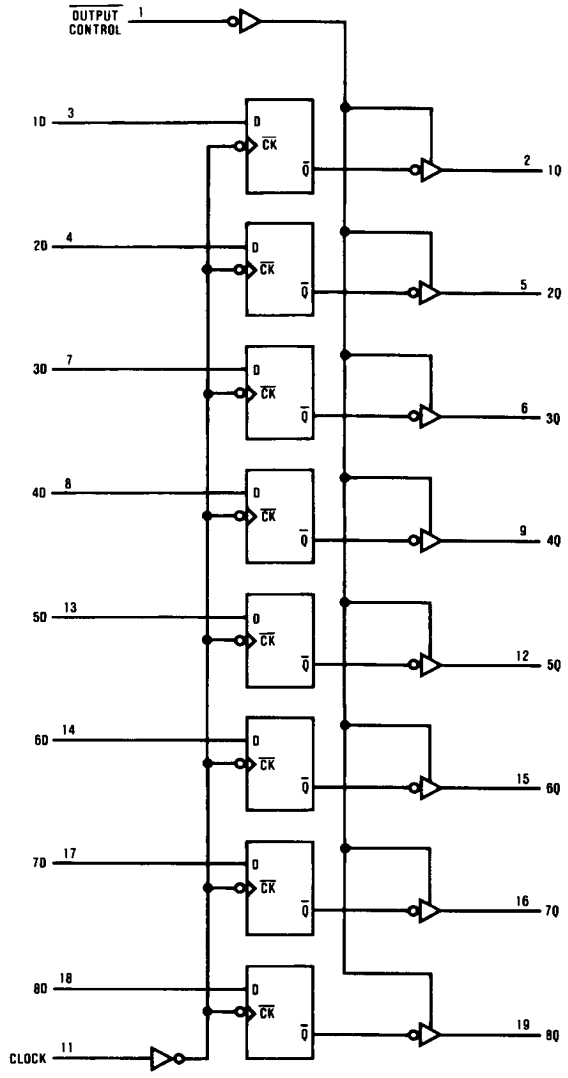 OUTPUT
CONTROL 1
1D 3 D
CK
Q 2 1Q
2D 4 D
CK
Q 5 2Q
3D 7 D
CK
Q 6 3Q
4D 8 D
CK
Q 9 4Q
5D 13 D
CK
Q 12 5Q
6D 14 D
CK
Q 15 6Q
7D 17 D
CK
Q 16 7Q
8D 18 D
CK
Q 19 8Q
CLOCK 11